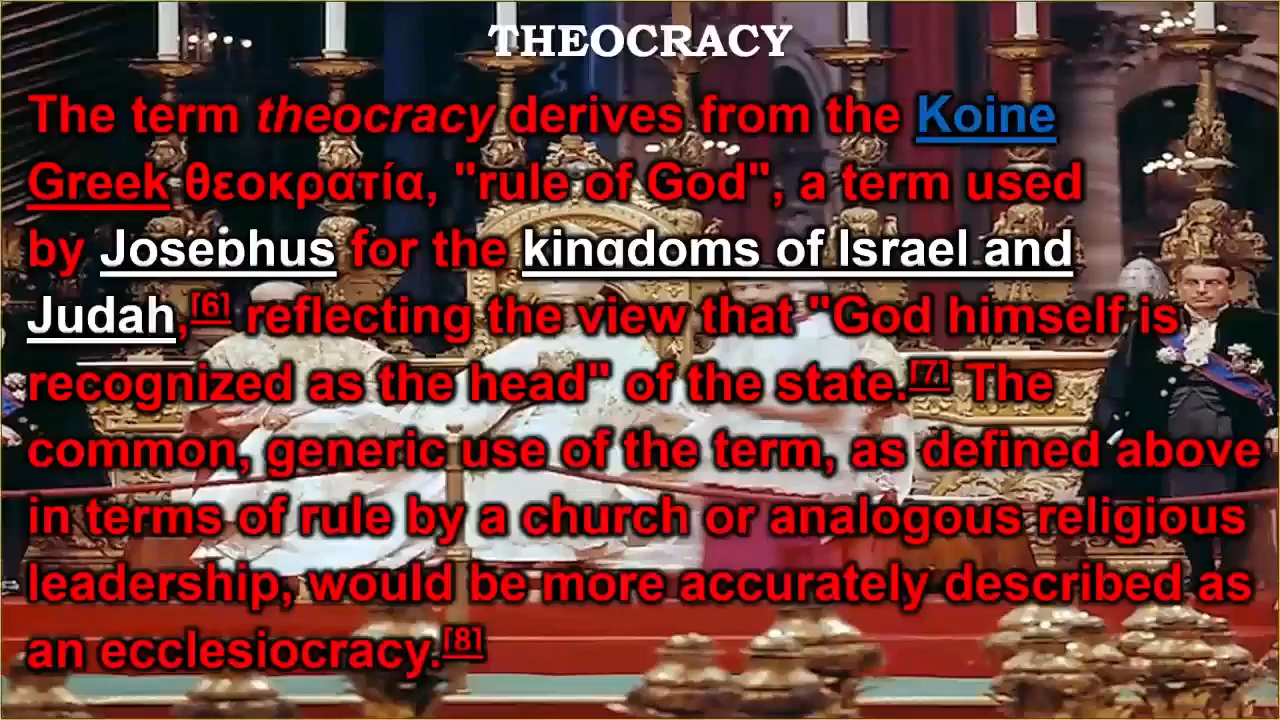 THEOCRACY
The term theocracy derives from the Koine
Greek θεοκρατία, "rule of God", a term used
by Josephus for the kingdoms of Israel and
Judah,[6] reflecting the view that "God himself is
recognized as the head" of the state.[7] The
common, generic use of the term, as defined above
in terms of rule by a church or analogous religious
leadership, would be more accurately described as
an ecclesiocracy.[8]